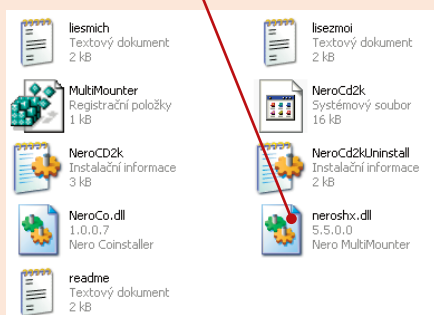 liesmich
Textový dokument
2 kB
lisezmoi
Textový dokument
2 kB
MultiMounter
Registrační položky
1 kB
NeroCd2k
Systémový soubor
16 kB
NeroCD2k
Instalační informace
3 kB
NeroCd2kUninstall
Instalační informace
2 kB
NeroCo.dll
1.0.0.7
Nero CoInstaller
neroshx.dll
5.5.0.0
Nero MultiMounter
readme
Textový dokument
2 kB